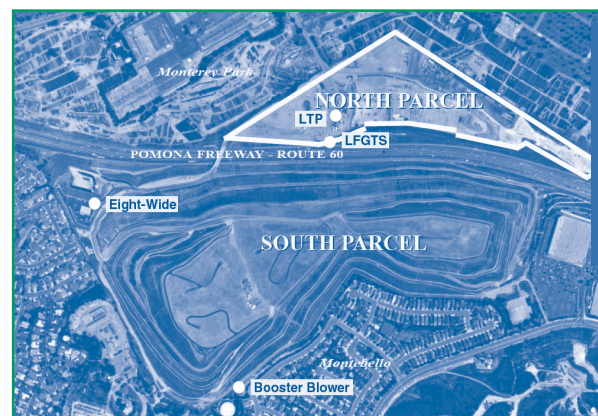 Monterey Park
NORTH PARCEL
LTP
LFGTS
POMONA FREEWAY - ROUTE 60
Eight-Wide
SOUTH PARCEL
Montebello
Booster Blower